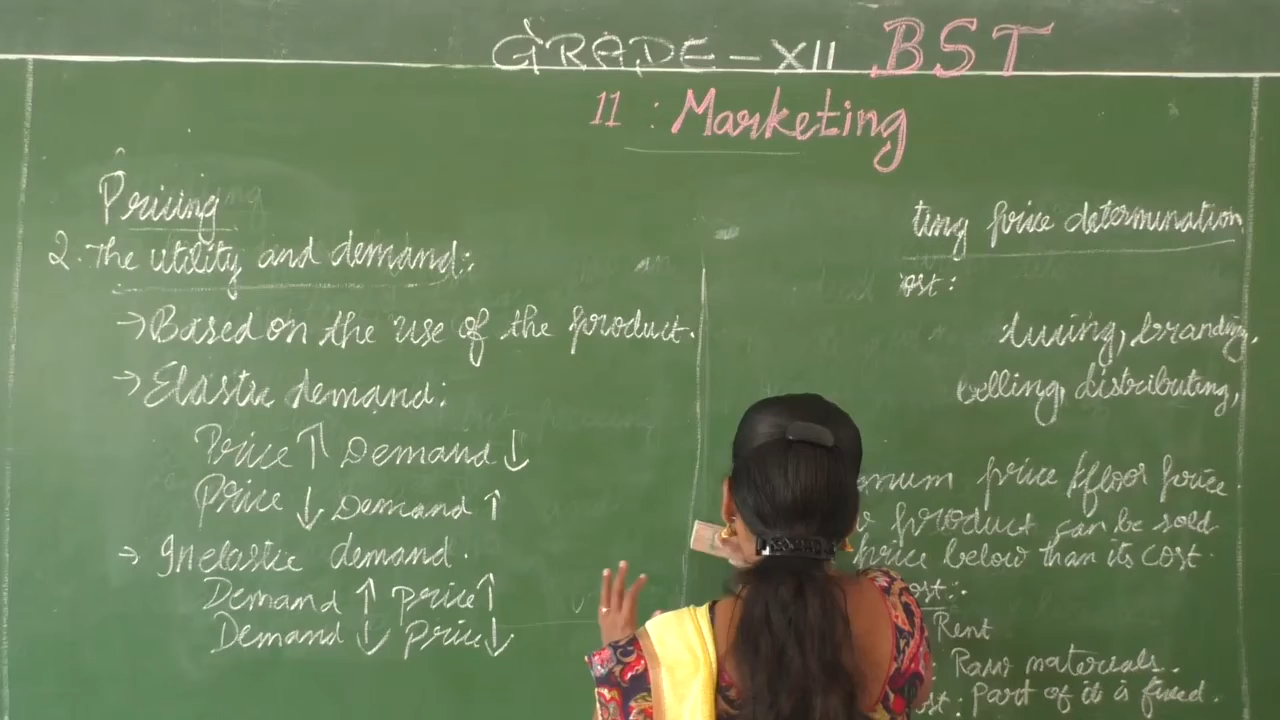 GRADE - XII BST
11 : Marketing
Pricing
2. The utility and demand:
→ Based on the use of the product.
→ Elastic demand:
Price ↑ Demand ↓
Price ↓ Demand ↑
→ Inelastic demand.
Demand ↑ price ↑
Demand ↓ price ↓
ting price determination
ost:
ducing, branding,
selling, distributing,
mum price / floor price.
product can be sold
price below than its cost.
ost:
Rent
Raw materials.
ost: Part of it is fixed.